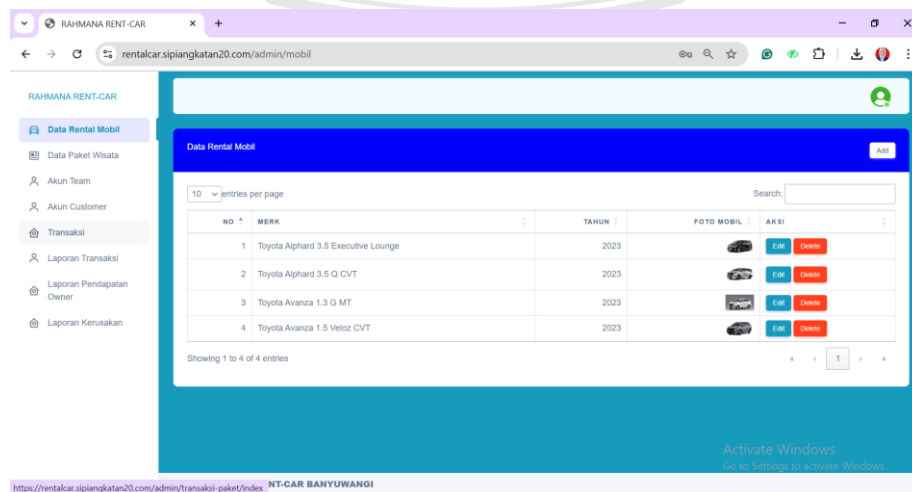 RAHMANA RENT-CAR
rentalcar.sipiangkatan20.com/admin/mobil
RAHMANA RENT-CAR
Data Rental Mobil
Data Paket Wisata
Akun Team
Akun Customer
Transaksi
Laporan Transaksi
Laporan Pendapatan
Owner
Laporan Kerusakan
Data Rental Mobil
Add
10 entries per page
Search:
NO MERK TAHUN FOTO MOBIL AKSI
1 Toyota Alphard 3.5 Executive Lounge 2023 Edit Delete
2 Toyota Alphard 3.5 Q CVT 2023 Edit Delete
3 Toyota Avanza 1.3 G MT 2023 Edit Delete
4 Toyota Avanza 1.5 Veloz CVT 2023 Edit Delete
Showing 1 to 4 of 4 entries
« ‹ 1 › »
Activate Windows
Go to Settings to activate Windows.
https://rentalcar.sipiangkatan20.com/admin/transaksi-paket/index NT-CAR BANYUWANGI